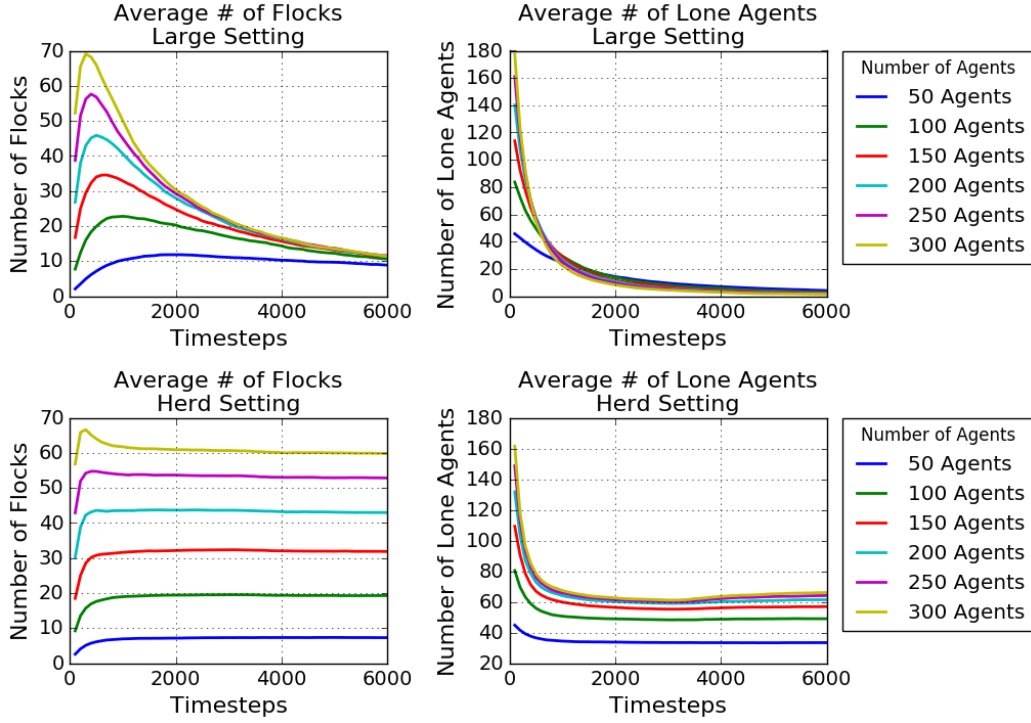 Average # of Flocks
Large Setting
Number of Flocks
70
60
50
40
30
20
10
0
0 2000 4000 6000
Timesteps
Average # of Lone Agents
Large Setting
Number of Lone Agents
180
160
140
120
100
80
60
40
20
0
0 2000 4000 6000
Timesteps
Number of Agents
50 Agents
100 Agents
150 Agents
200 Agents
250 Agents
300 Agents
Average # of Flocks
Herd Setting
Number of Flocks
70
60
50
40
30
20
10
0
0 2000 4000 6000
Timesteps
Average # of Lone Agents
Herd Setting
Number of Lone Agents
180
160
140
120
100
80
60
40
20
0 2000 4000 6000
Timesteps
Number of Agents
50 Agents
100 Agents
150 Agents
200 Agents
250 Agents
300 Agents